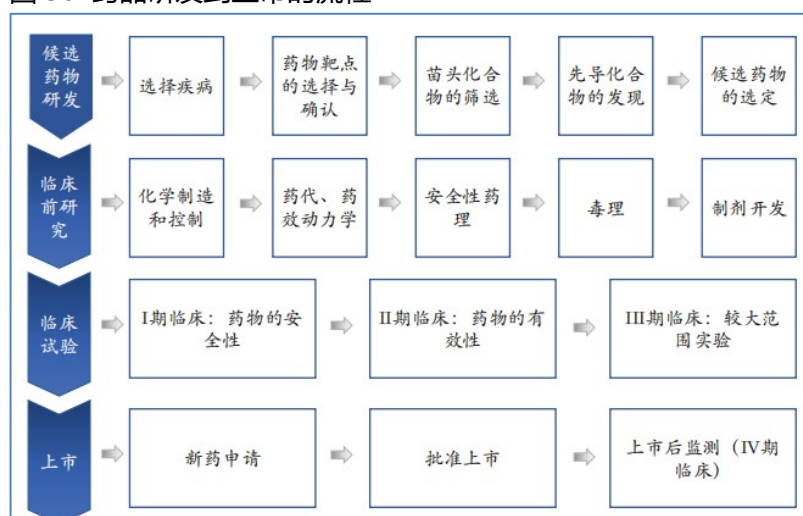 候选
药物
研发
选择疾病
药物靶点
的选择与
确认
苗头化合
物的筛选
先导化合
物的发现
候选药物
的选定
临床
前研
究
化学制造
和控制
药代、药
效动力学
安全性药
理
毒理
制剂开发
临床
试验
I期临床：药物的安
全性
II期临床：药物的有
效性
III期临床：较大范
围实验
上市
新药申请
批准上市
上市后监测（IV期
临床）